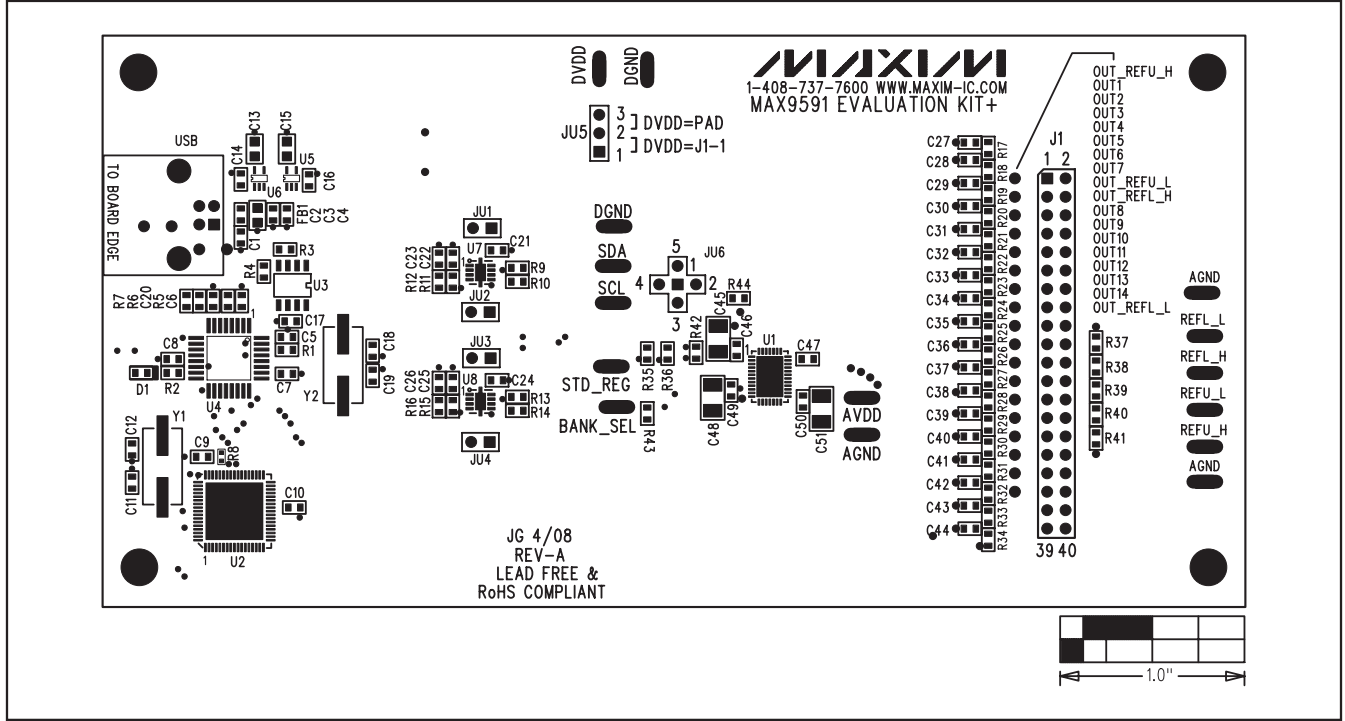 DVDD
DGND
MAXIM
1-408-737-7600 WWW.MAXIM-IC.COM
MAX9591 EVALUATION KIT+
JU5
3
2
1
DVDD=PAD
DVDD=J1-1
USB
TO BOARD EDGE
C13
C15
C14
U5
C16
U6
FB1
C2
C3
C4
C1
R3
R4
U3
R7
R6
C20
R5
C6
1
C17
C5
R1
C8
D1
R2
C7
U4
C18
C19
Y2
Y1
C12
C11
C9
R8
C10
1
U2
JU1
C23
C22
U7
1
C21
R9
R10
R12
R11
JU2
JU3
C26
C25
U8
1
C24
R13
R14
R16
R15
JU4
DGND
SDA
SCL
STD_REG
BANK_SEL
JU6
5
1
4
2
3
R44
C45
C46
R42
R35
R36
R43
1
U1
C47
C48
C49
C50
C51
AVDD
AGND
C27
C28
C29
C30
C31
C32
C33
C34
C35
C36
C37
C38
C39
C40
C41
C42
C43
C44
R17
R18
R19
R20
R21
R22
R23
R24
R25
R26
R27
R28
R29
R30
R31
R32
R33
R34
J1
1 2
39 40
OUT_REFU_H
OUT1
OUT2
OUT3
OUT4
OUT5
OUT6
OUT7
OUT_REFU_L
OUT_REFL_H
OUT8
OUT9
OUT10
OUT11
OUT12
OUT13
OUT14
OUT_REFL_L
R37
R38
R39
R40
R41
AGND
REFL_L
REFL_H
REFU_L
REFU_H
AGND
JG 4/08
REV-A
LEAD FREE &
RoHS COMPLIANT
1.0"